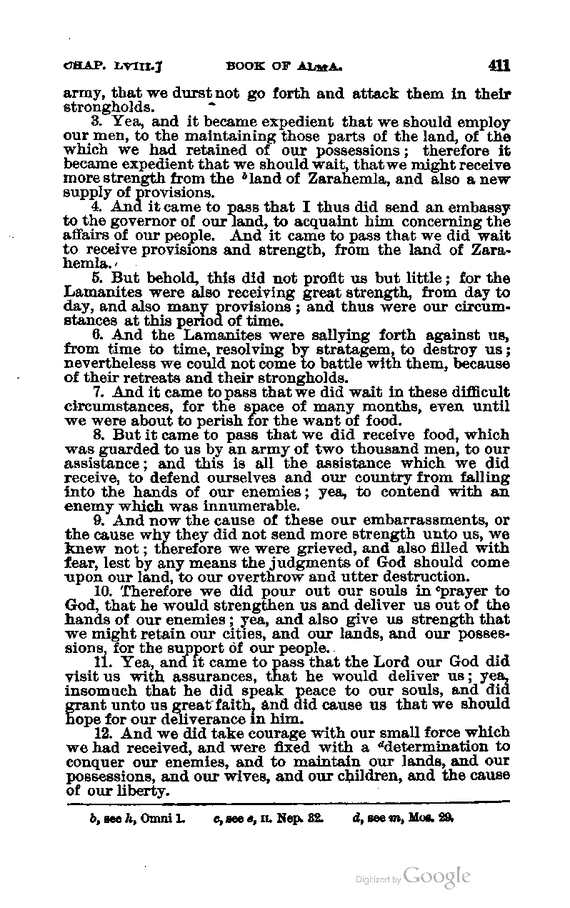 CHAP. LVIII.] BOOK OF ALMA. 411
army, that we durst not go forth and attack them in their
strongholds.
3. Yea, and it became expedient that we should employ
our men, to the maintaining those parts of the land, of the
which we had retained of our possessions; therefore it
became expedient that we should wait, that we might receive
more strength from the ᵇland of Zarahemla, and also a new
supply of provisions.
4. And it came to pass that I thus did send an embassy
to the governor of our land, to acquaint him concerning the
affairs of our people. And it came to pass that we did wait
to receive provisions and strength, from the land of Zara-
hemla.
5. But behold, this did not profit us but little; for the
Lamanites were also receiving great strength, from day to
day, and also many provisions; and thus were our circum-
stances at this period of time.
6. And the Lamanites were sallying forth against us,
from time to time, resolving by stratagem, to destroy us;
nevertheless we could not come to battle with them, because
of their retreats and their strongholds.
7. And it came to pass that we did wait in these difficult
circumstances, for the space of many months, even until
we were about to perish for the want of food.
8. But it came to pass that we did receive food, which
was guarded to us by an army of two thousand men, to our
assistance; and this is all the assistance which we did
receive, to defend ourselves and our country from falling
into the hands of our enemies; yea, to contend with an
enemy which was innumerable.
9. And now the cause of these our embarrassments, or
the cause why they did not send more strength unto us, we
knew not; therefore we were grieved, and also filled with
fear, lest by any means the judgments of God should come
upon our land, to our overthrow and utter destruction.
10. Therefore we did pour out our souls in ᶜprayer to
God, that he would strengthen us and deliver us out of the
hands of our enemies; yea, and also give us strength that
we might retain our cities, and our lands, and our posses-
sions, for the support of our people.
11. Yea, and it came to pass that the Lord our God did
visit us with assurances, that he would deliver us; yea,
insomuch that he did speak peace to our souls, and did
grant unto us great faith, and did cause us that we should
hope for our deliverance in him.
12. And we did take courage with our small force which
we had received, and were fixed with a ᵈdetermination to
conquer our enemies, and to maintain our lands, and our
possessions, and our wives, and our children, and the cause
of our liberty.
b, see h, Omni 1. c, see e, II. Nep. 32. d, see m, Mos. 29.
Digitized by Google